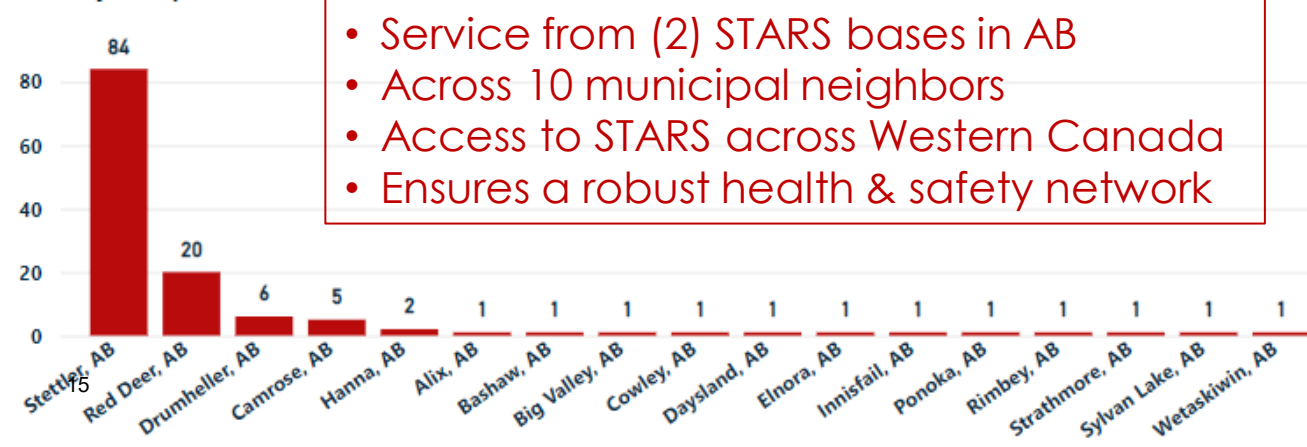 • Service from (2) STARS bases in AB
• Across 10 municipal neighbors
• Access to STARS across Western Canada
• Ensures a robust health & safety network
84
80
60
40
20
20
6
5
2
1
1
1
1
1
1
1
1
1
1
1
1
0
Stettler, AB
Red Deer, AB
Drumheller, AB
Camrose, AB
Hanna, AB
Alix, AB
Bashaw, AB
Big Valley, AB
Cowley, AB
Daysland, AB
Elnora, AB
Innisfail, AB
Ponoka, AB
Rimbey, AB
Strathmore, AB
Sylvan Lake, AB
Wetaskiwin, AB
15